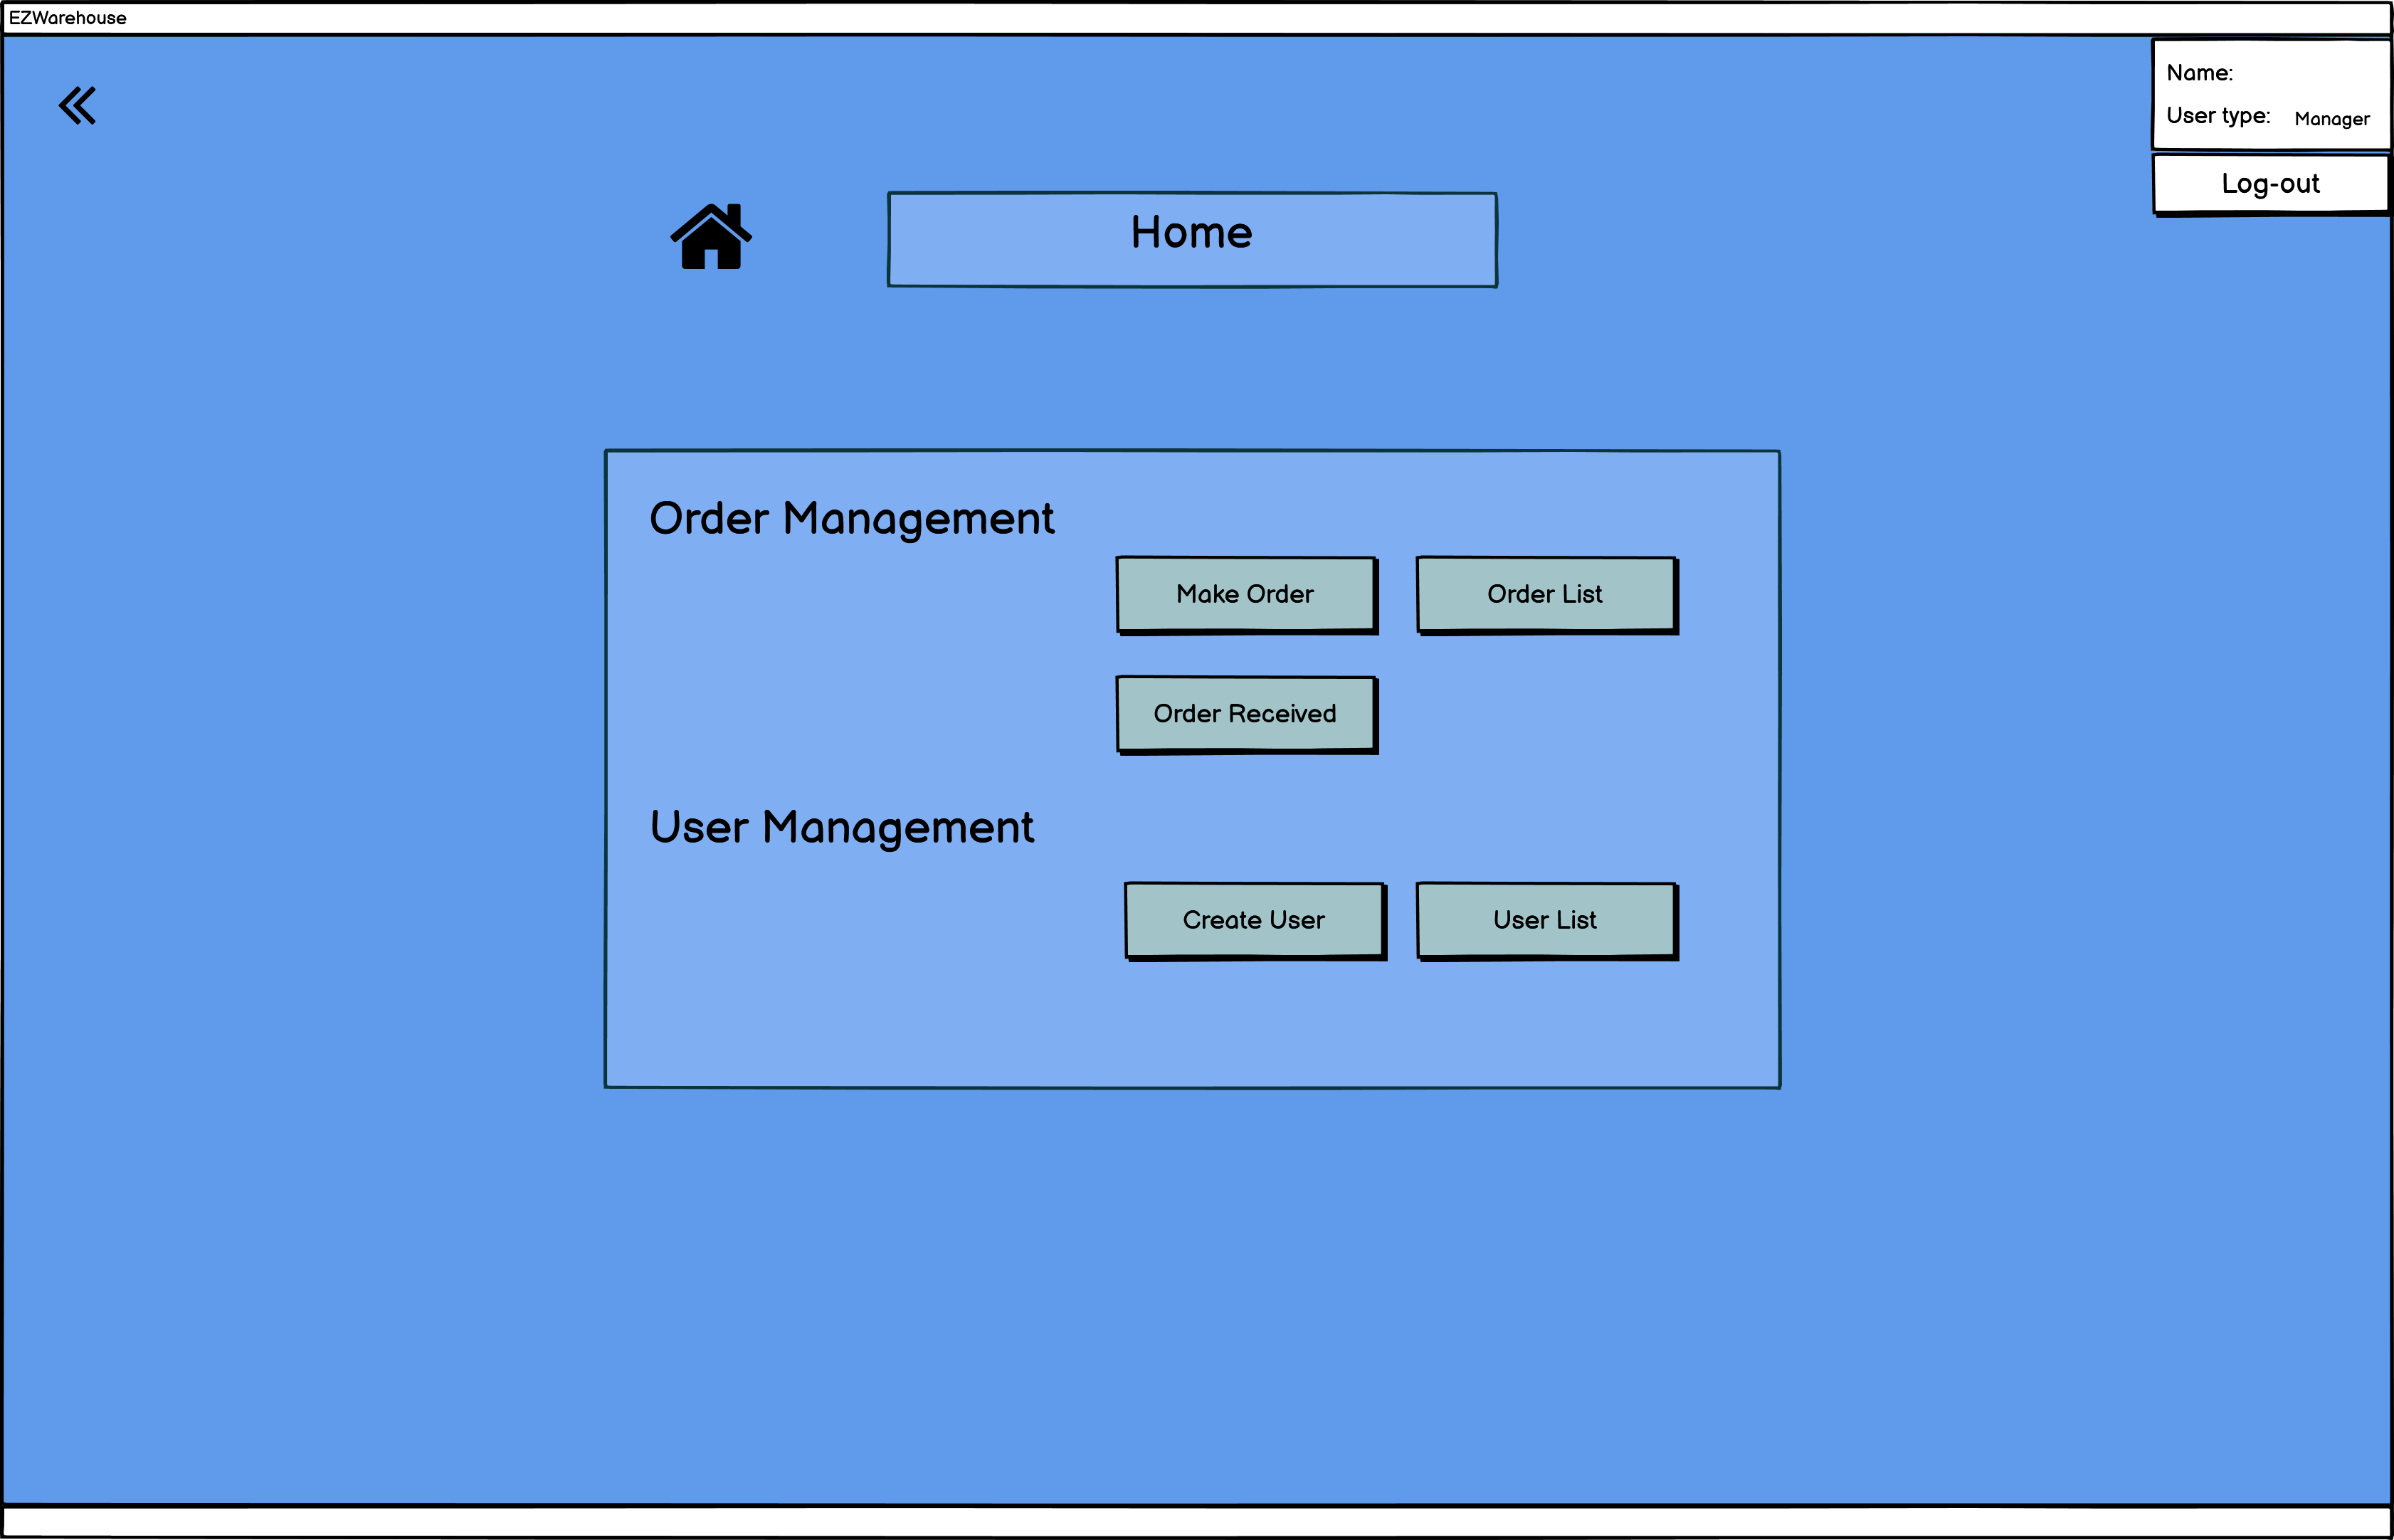 EZWarehouse
Name:
User type: Manager
Log-out
Home
Order Management
Make Order
Order List
Order Received
User Management
Create User
User List